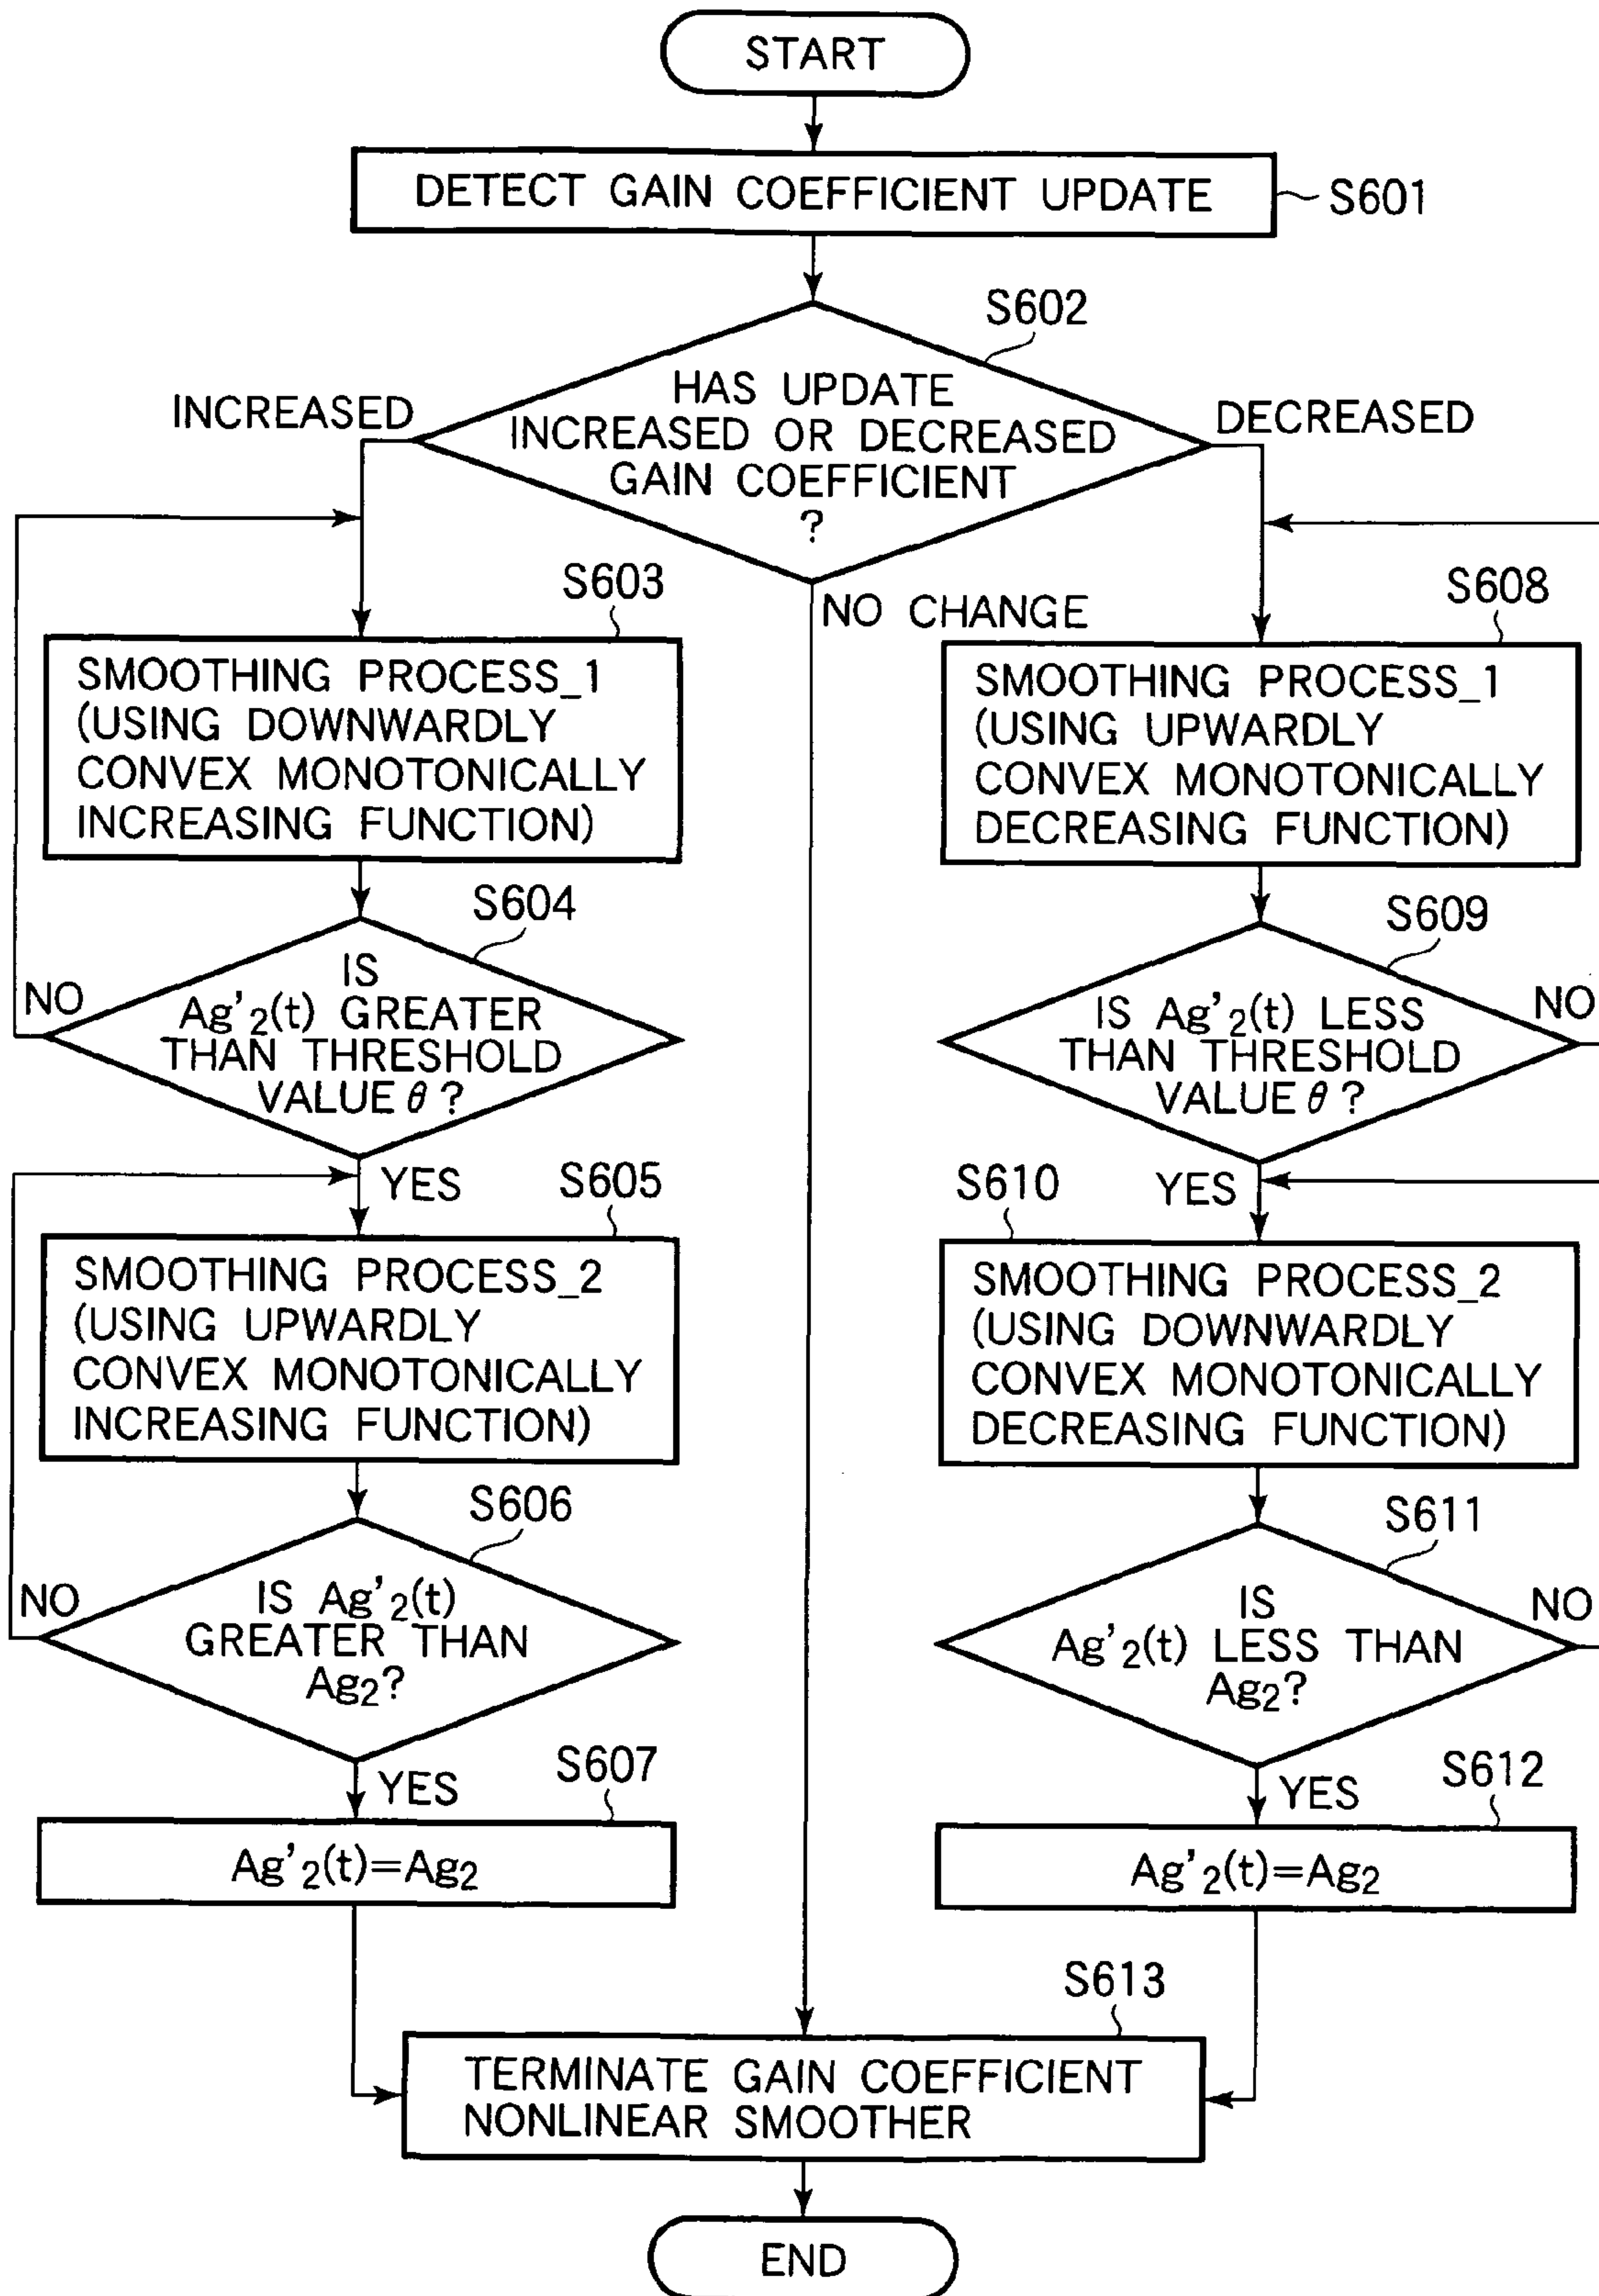 START
DETECT GAIN COEFFICIENT UPDATE
S601
S602
HAS UPDATE
INCREASED OR DECREASED
GAIN COEFFICIENT
?
INCREASED
DECREASED
NO CHANGE
S603
SMOOTHING PROCESS_1
(USING DOWNWARDLY
CONVEX MONOTONICALLY
INCREASING FUNCTION)
S604
IS
Ag'₂(t) GREATER
THAN THRESHOLD
VALUE θ ?
NO
YES
S605
SMOOTHING PROCESS_2
(USING UPWARDLY
CONVEX MONOTONICALLY
INCREASING FUNCTION)
S606
IS Ag'₂(t)
GREATER THAN
Ag₂?
NO
YES
S607
Ag'₂(t)=Ag₂
S608
SMOOTHING PROCESS_1
(USING UPWARDLY
CONVEX MONOTONICALLY
DECREASING FUNCTION)
S609
IS Ag'₂(t) LESS
THAN THRESHOLD
VALUE θ ?
NO
YES
S610
SMOOTHING PROCESS_2
(USING DOWNWARDLY
CONVEX MONOTONICALLY
DECREASING FUNCTION)
S611
IS
Ag'₂(t) LESS THAN
Ag₂?
NO
YES
S612
Ag'₂(t)=Ag₂
S613
TERMINATE GAIN COEFFICIENT
NONLINEAR SMOOTHER
END